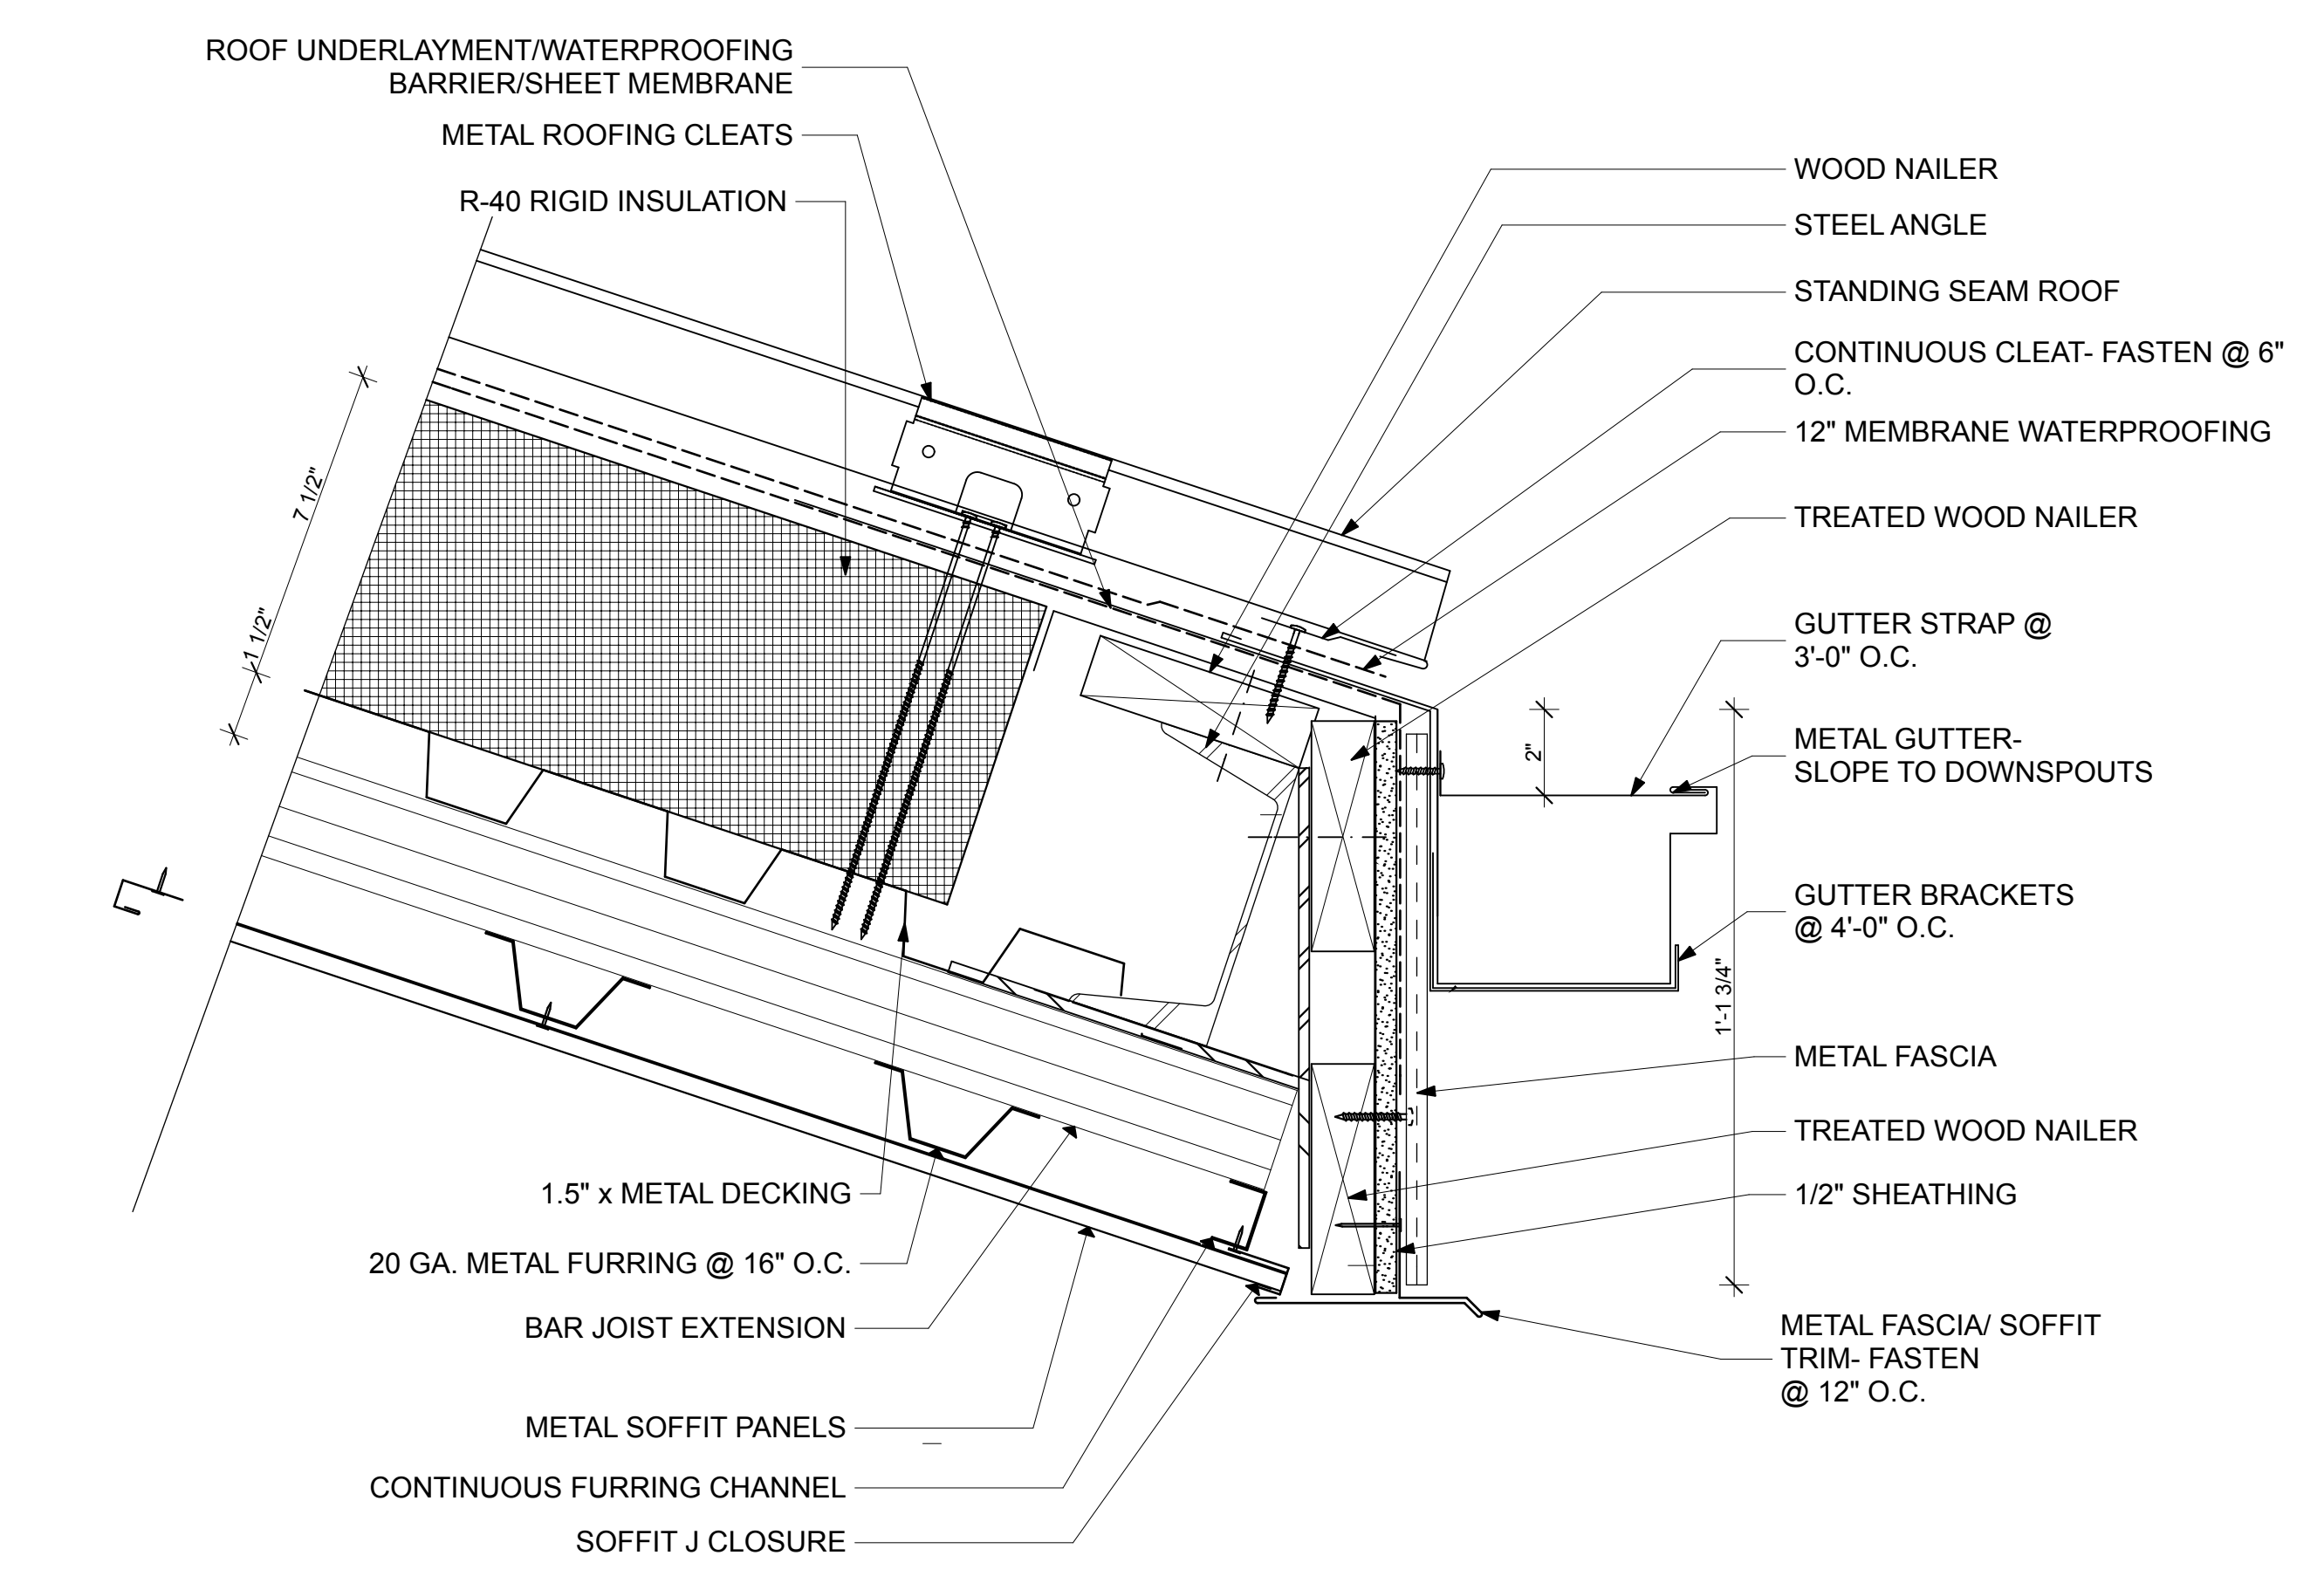 ROOF UNDERLAYMENT/WATERPROOFING
BARRIER/SHEET MEMBRANE
METAL ROOFING CLEATS
R-40 RIGID INSULATION
7 1/2"
1 1/2"
WOOD NAILER
STEEL ANGLE
STANDING SEAM ROOF
CONTINUOUS CLEAT- FASTEN @ 6"
O.C.
12" MEMBRANE WATERPROOFING
TREATED WOOD NAILER
GUTTER STRAP @
3'-0" O.C.
2"
METAL GUTTER-
SLOPE TO DOWNSPOUTS
GUTTER BRACKETS
@ 4'-0" O.C.
1'-1 3/4"
METAL FASCIA
TREATED WOOD NAILER
1/2" SHEATHING
METAL FASCIA/ SOFFIT
TRIM- FASTEN
@ 12" O.C.
1.5" x METAL DECKING
20 GA. METAL FURRING @ 16" O.C.
BAR JOIST EXTENSION
METAL SOFFIT PANELS
CONTINUOUS FURRING CHANNEL
SOFFIT J CLOSURE